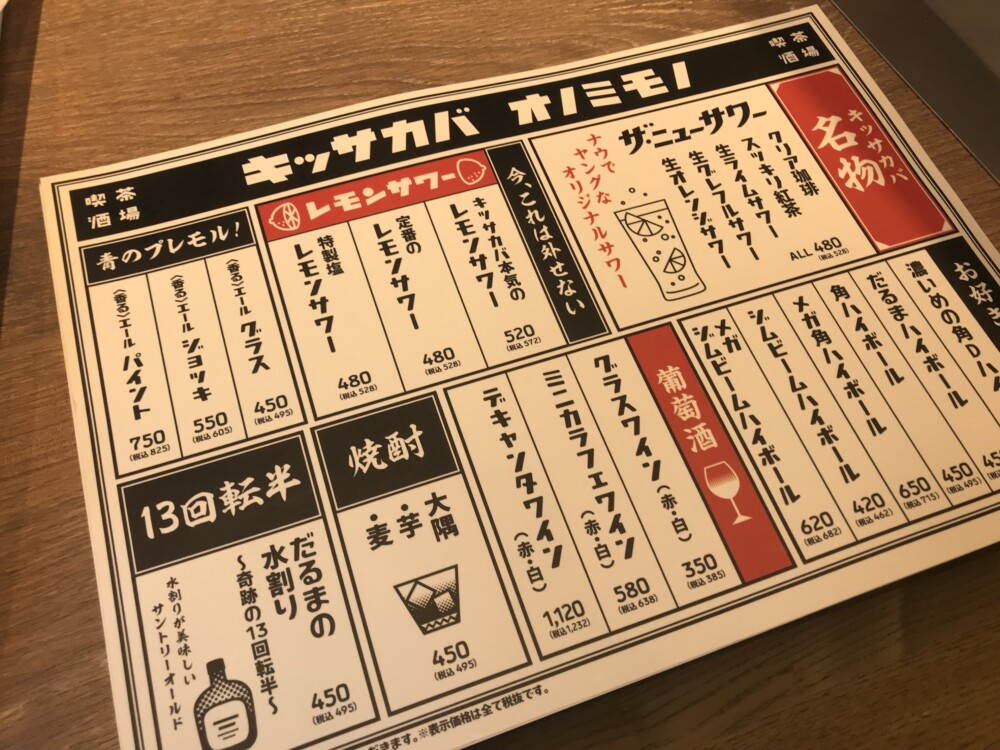 喫茶
酒場
キッサカバ オノミモノ
喫茶
酒場
キッサカバ
名物
ザ・ニューサワー
クリア珈琲
スッキリ紅茶
生ライムサワー
生グレフルサワー
生オレンジサワー
ALL 480
(税込 528)
ナウで
ヤングな
オリジナルサワー
今、これは外せない
レモンサワー
キッサカバ本気の
レモンサワー
520
(税込 572)
定番の
レモンサワー
480
(税込 528)
特製塩
レモンサワー
480
(税込 528)
青のプレモル!
〈香る〉エール グラス
450
(税込 495)
〈香る〉エール ジョッキ
550
(税込 605)
〈香る〉エール パイント
750
(税込 825)
お好
濃いめの角Dハイ
だるまハイボール
45
角ハイボール
450
(税込 495)
メガ角ハイボール
650
(税込 715)
ジムビームハイボール
420
(税込 462)
メガ
ジムビームハイボール
620
(税込 682)
葡萄酒
グラスワイン(赤・白)
350
(税込 385)
ミニカラフェワイン(赤・白)
580
(税込 638)
デキャンタワイン(赤・白)
1,120
(税込 1,232)
焼酎
大隅
・芋
・麦
450
(税込 495)
13回転半
だるまの
水割り
〜奇跡の13回転半〜
450
(税込 495)
水割りが美味しい
サントリーオールド
だきます。※表示価格は全て税抜です。